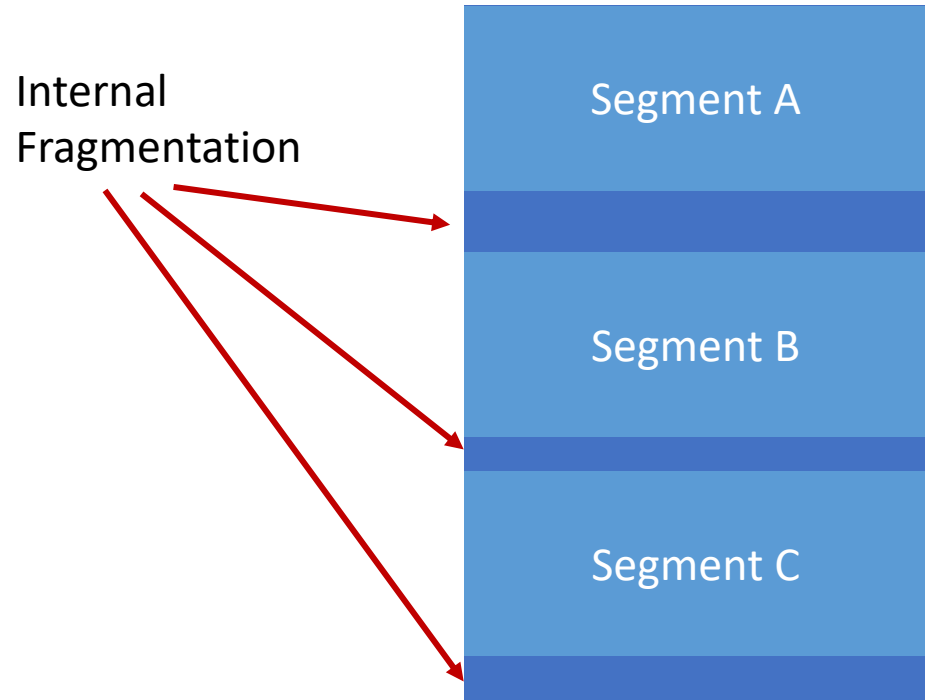 Internal
Fragmentation
Segment A
Segment B
Segment C